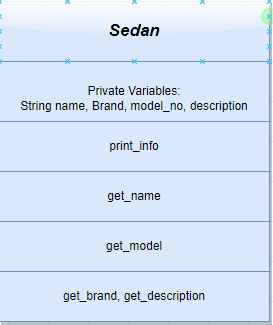 Sedan
Private Variables:
String name, Brand, model_no, description
print_info
get_name
get_model
get_brand, get_description